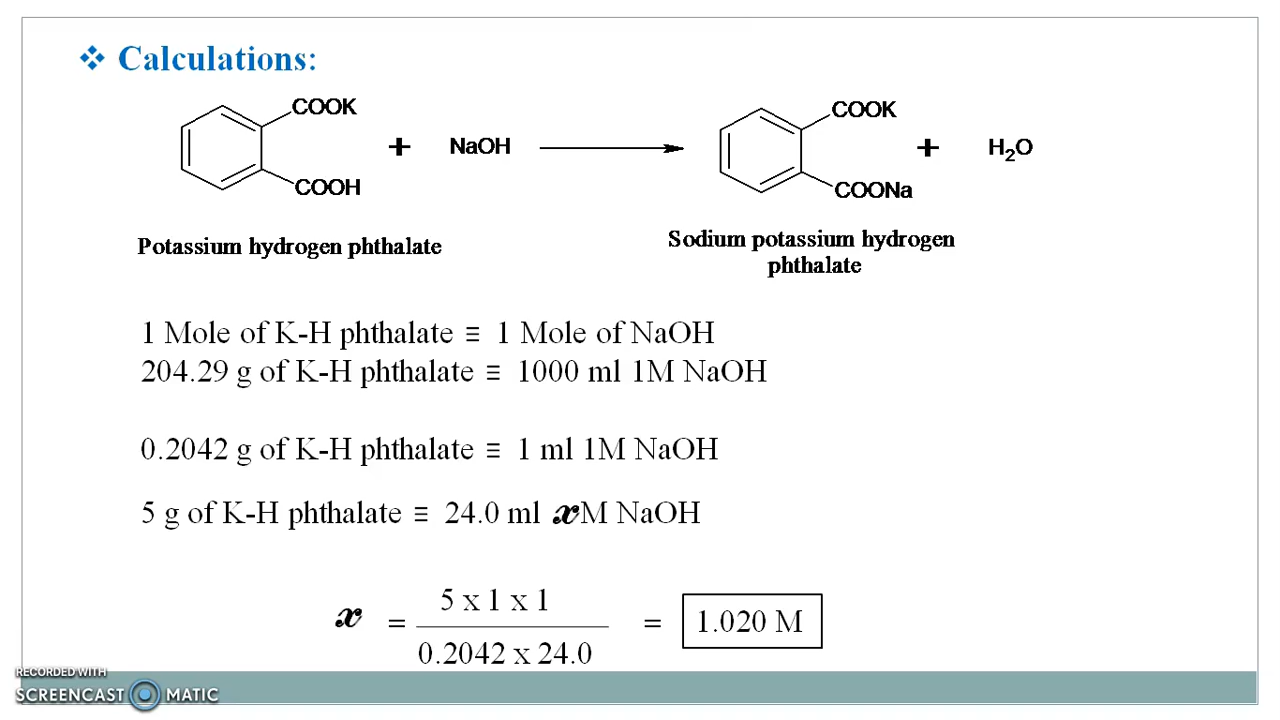 ❖ Calculations:
COOK
COOH
+
NaOH
COOK
COONa
+
H₂O
Potassium hydrogen phthalate
Sodium potassium hydrogen
phthalate
1 Mole of K-H phthalate ≡ 1 Mole of NaOH
204.29 g of K-H phthalate ≡ 1000 ml 1M NaOH
0.2042 g of K-H phthalate ≡ 1 ml 1M NaOH
5 g of K-H phthalate ≡ 24.0 ml xM NaOH
5 x 1 x 1
x = = 1.020 M
0.2042 x 24.0
RECORDED WITH
SCREENCAST MATIC